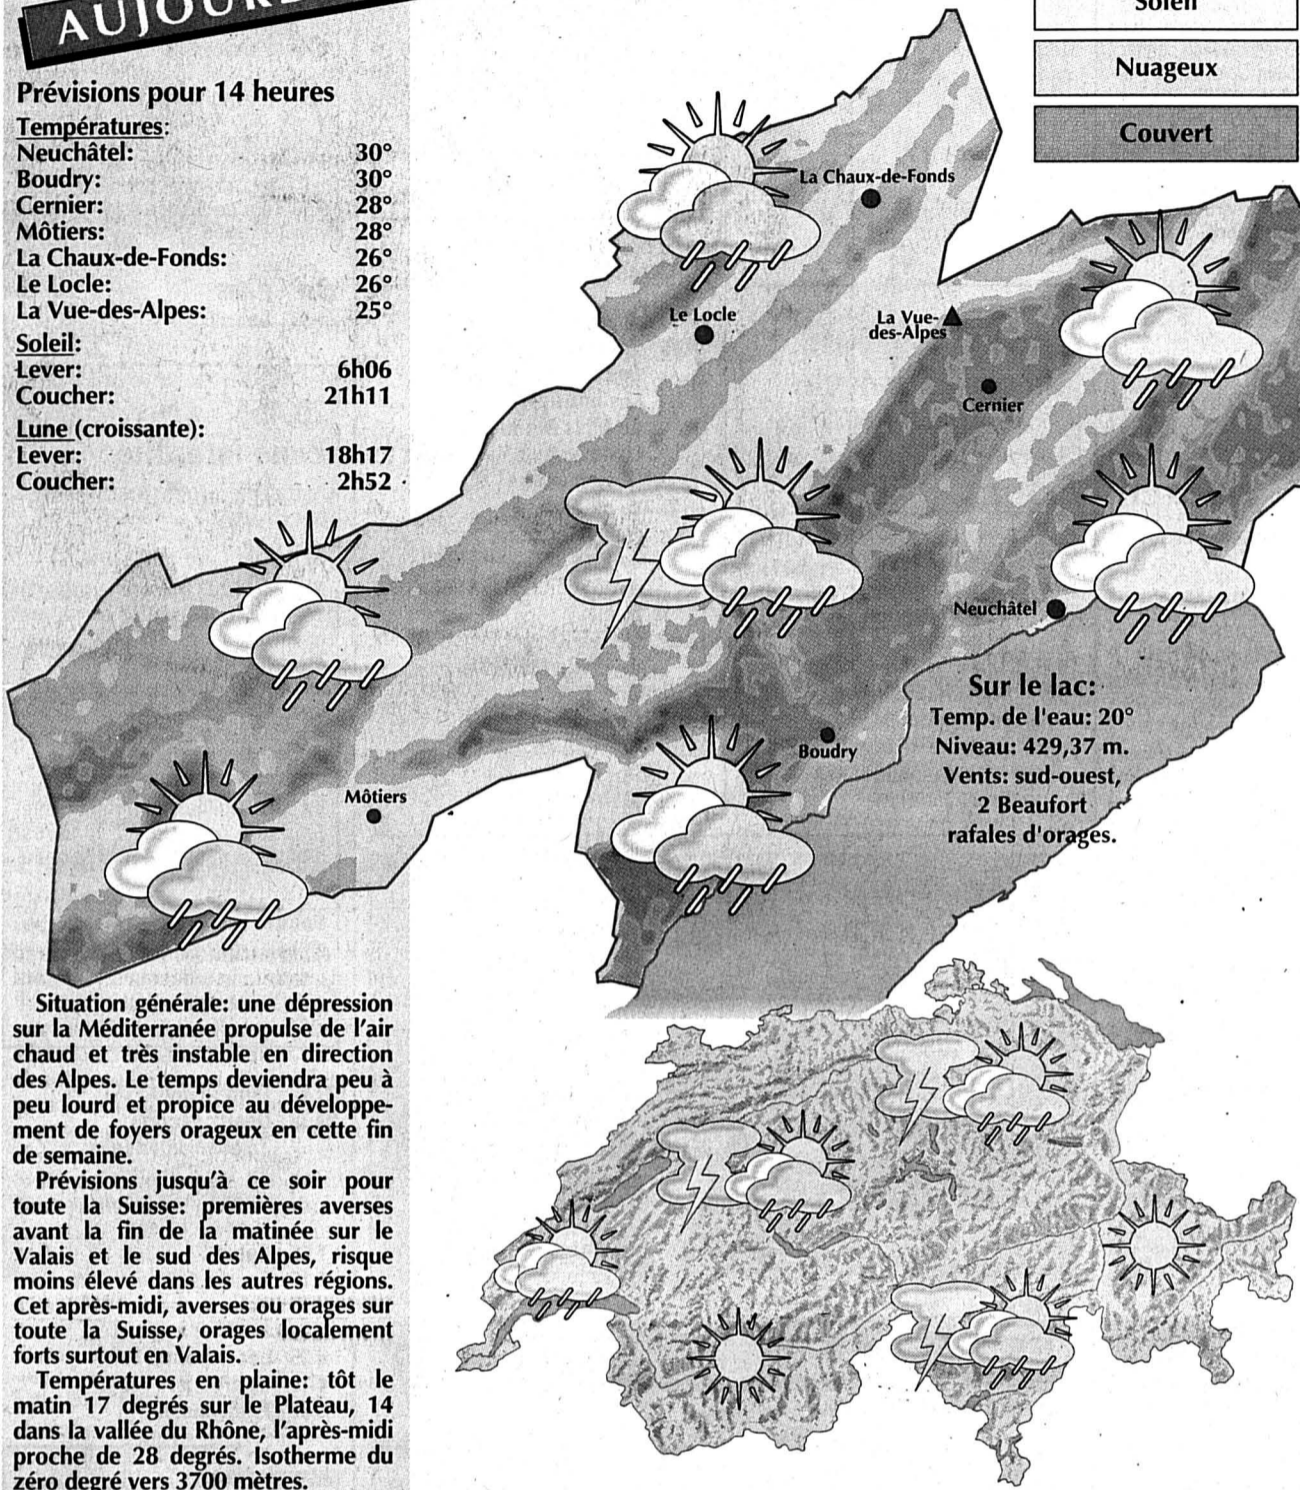 Prévisions pour 14 heures
Températures:
Neuchâtel: 30°
Boudry: 30°
Cernier: 28°
Môtiers: 28°
La Chaux-de-Fonds: 26°
Le Locle: 26°
La Vue-des-Alpes: 25°
Soleil:
Lever: 6h06
Coucher: 21h11
Lune (croissante):
Lever: 18h17
Coucher: 2h52
Nuageux
Couvert
La Chaux-de-Fonds
Le Locle
La Vue-
des-Alpes
Cernier
Neuchâtel
Boudry
Môtiers
Sur le lac:
Temp. de l'eau: 20°
Niveau: 429,37 m.
Vents: sud-ouest,
2 Beaufort
rafales d'orages.
Situation générale: une dépression
sur la Méditerranée propulse de l'air
chaud et très instable en direction
des Alpes. Le temps deviendra peu à
peu lourd et propice au développe-
ment de foyers orageux en cette fin
de semaine.
Prévisions jusqu'à ce soir pour
toute la Suisse: premières averses
avant la fin de la matinée sur le
Valais et le sud des Alpes, risque
moins élevé dans les autres régions.
Cet après-midi, averses ou orages sur
toute la Suisse, orages localement
forts surtout en Valais.
Températures en plaine: tôt le
matin 17 degrés sur le Plateau, 14
dans la vallée du Rhône, l'après-midi
proche de 28 degrés. Isotherme du
zéro degré vers 3700 mètres.